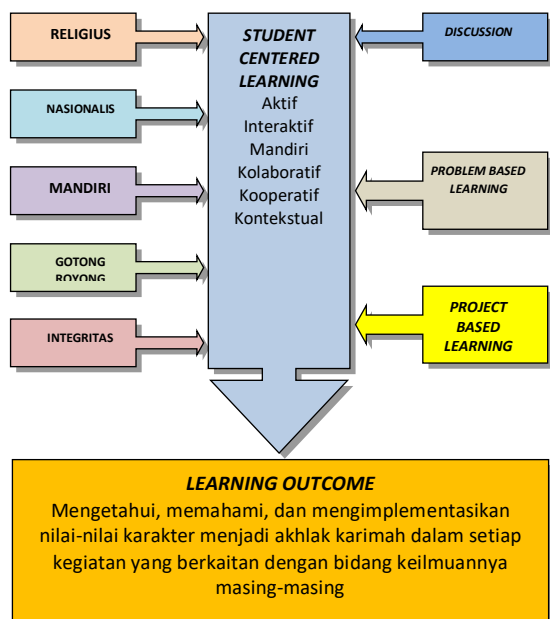 RELIGIUS
NASIONALIS
MANDIRI
GOTONG
ROYONG
INTEGRITAS
STUDENT
CENTERED
LEARNING
Aktif
Interaktif
Mandiri
Kolaboratif
Kooperatif
Kontekstual
DISCUSSION
PROBLEM BASED
LEARNING
PROJECT
BASED
LEARNING
LEARNING OUTCOME
Mengetahui, memahami, dan mengimplementasikan
nilai-nilai karakter menjadi akhlak karimah dalam setiap
kegiatan yang berkaitan dengan bidang keilmuannya
masing-masing